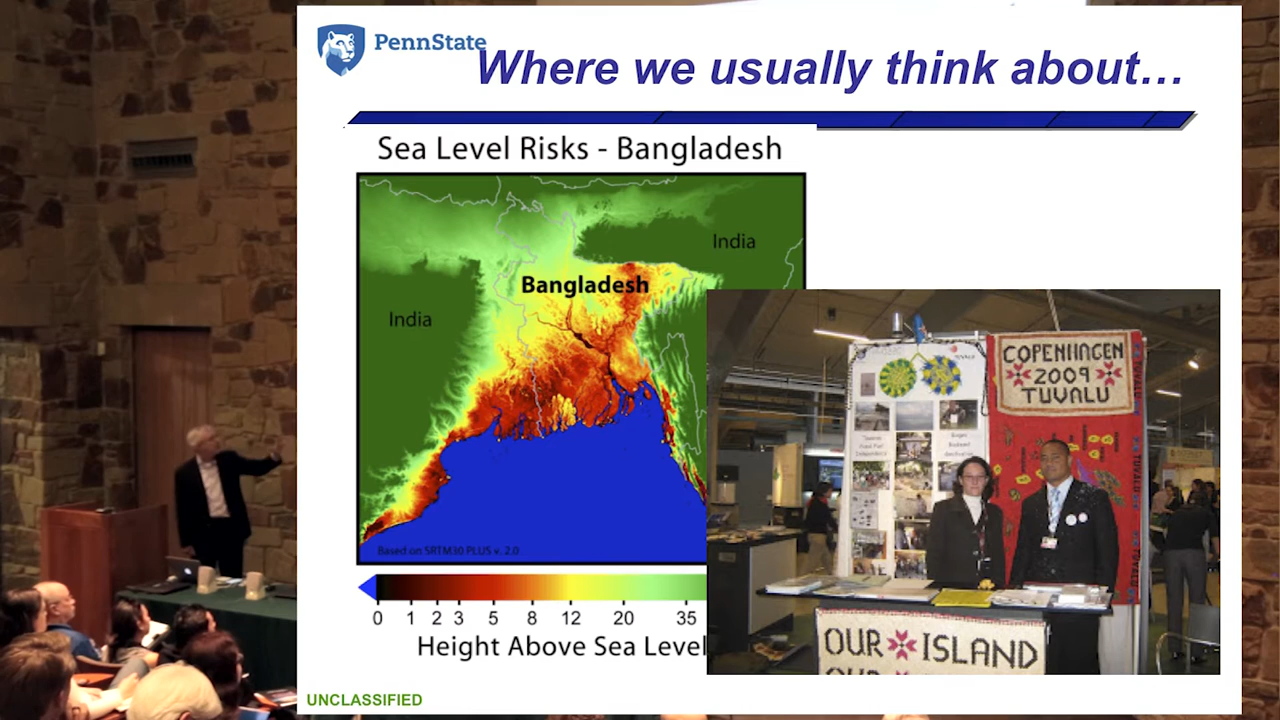 PennState
Where we usually think about...
Sea Level Risks - Bangladesh
India
Bangladesh
India
Based on SRTM30 PLUS v. 2.0
0 1 2 3 5 8 12 20 35
Height Above Sea Level
COPENHAGEN
2009
TUVALU
OUR ISLAND
UNCLASSIFIED